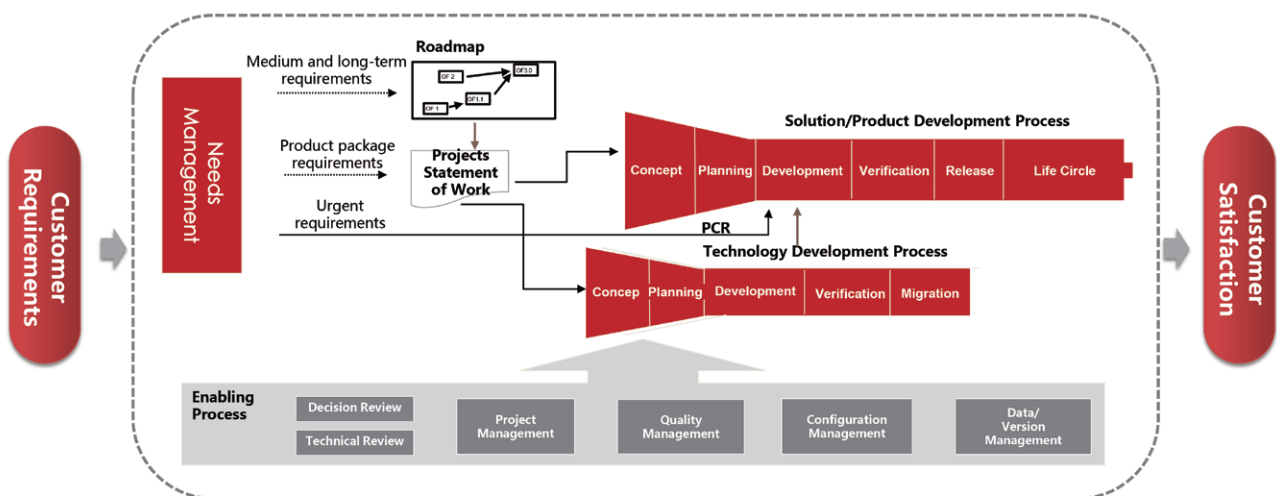 Customer
Requirements
Needs
Management
Medium and long-term
requirements
Roadmap
OF 2
OF3.0
OF 1
OF1.1
Product package
requirements
Projects
Statement
of Work
Urgent
requirements
PCR
Solution/Product Development Process
Concept
Planning
Development
Verification
Release
Life Circle
Technology Development Process
Concep
Planning
Development
Verification
Migration
Enabling
Process
Decision Review
Technical Review
Project
Management
Quality
Management
Configuration
Management
Data/
Version
Management
Customer
Satisfaction